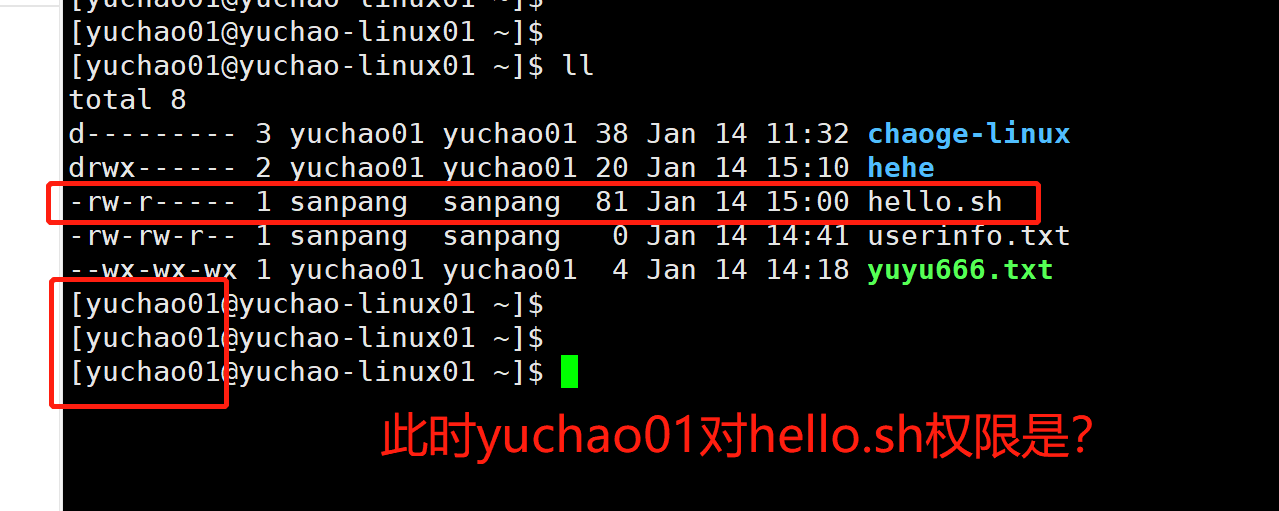 [yuchao01@yuchao-linux01 ~]$
[yuchao01@yuchao-linux01 ~]$
[yuchao01@yuchao-linux01 ~]$ ll
total 8
d--------- 3 yuchao01 yuchao01 38 Jan 14 11:32 chaoge-linux
drwx------ 2 yuchao01 yuchao01 20 Jan 14 15:10 hehe
-rw-r----- 1 sanpang  sanpang  81 Jan 14 15:00 hello.sh
-rw-rw-r-- 1 sanpang  sanpang   0 Jan 14 14:41 userinfo.txt
--wx-wx-wx 1 yuchao01 yuchao01  4 Jan 14 14:18 yuyu666.txt
[yuchao01@yuchao-linux01 ~]$
[yuchao01@yuchao-linux01 ~]$
[yuchao01@yuchao-linux01 ~]$
此时yuchao01对hello.sh权限是?